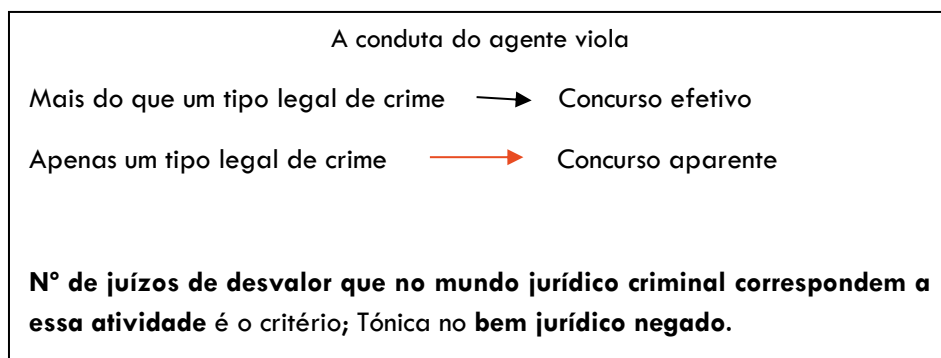 A conduta do agente viola
Mais do que um tipo legal de crime Concurso efetivo
Apenas um tipo legal de crime Concurso aparente
Nº de juízos de desvalor que no mundo jurídico criminal correspondem a
essa atividade é o critério; Tónica no bem jurídico negado.